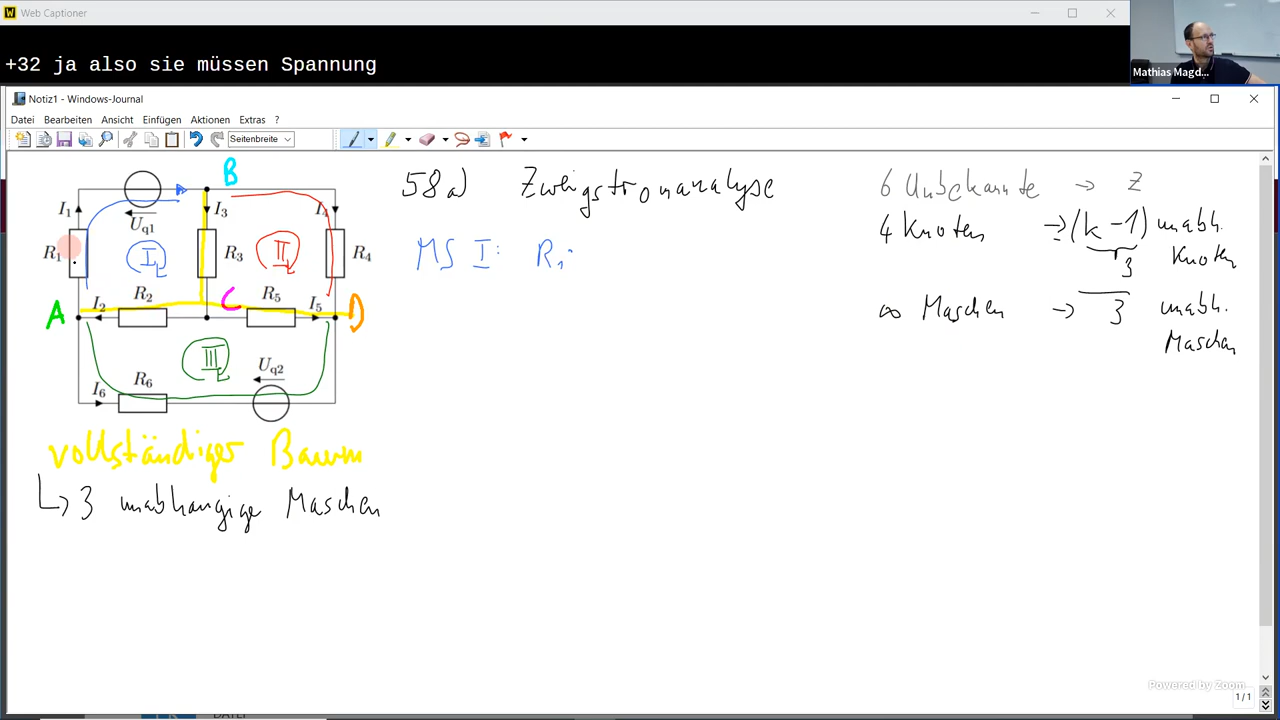 Web Captioner
+32 ja also sie müssen Spannung
Mathias Magd...
Notiz1 - Windows-Journal
Datei Bearbeiten Ansicht Einfügen Aktionen Extras ?
Seitenbreite
B
I1 Uq1 I3 I4
R1 I R3 II R4
A I2 R2 C R5 I5 D
III
I6 R6 Uq2
vollständiger Baum
↳ 3 unabhängige Maschen
58a) Zweigstromanalyse
MS I: R
6 Unbekannte → Z
4 Knoten → (k-1) unabh. Knoten
3
∞ Maschen → 3 unabh. Maschen
Webcast produced by Zoom
1/1